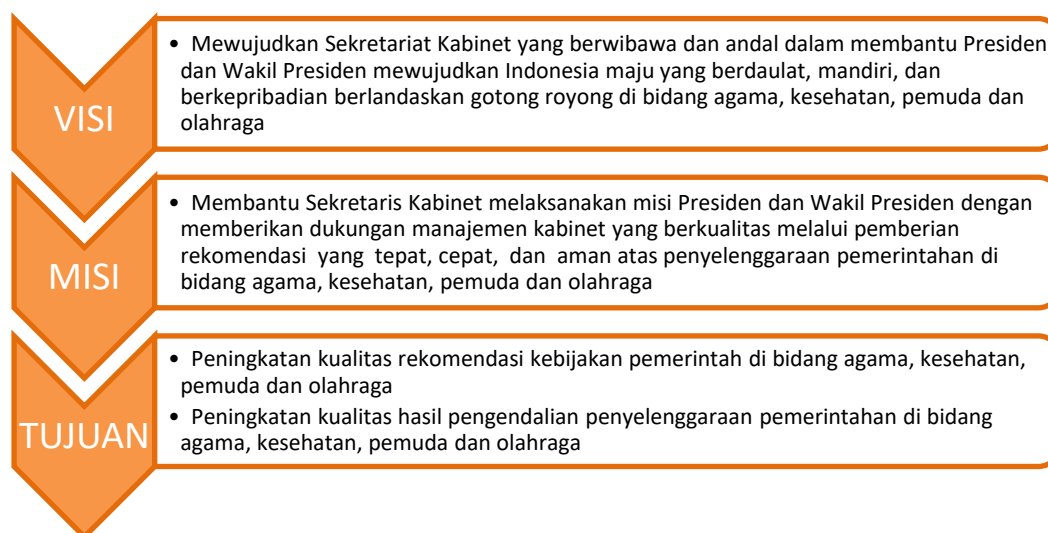 VISI
• Mewujudkan Sekretariat Kabinet yang berwibawa dan andal dalam membantu Presiden
dan Wakil Presiden mewujudkan Indonesia maju yang berdaulat, mandiri, dan
berkepribadian berlandaskan gotong royong di bidang agama, kesehatan, pemuda dan
olahraga
MISI
• Membantu Sekretaris Kabinet melaksanakan misi Presiden dan Wakil Presiden dengan
memberikan dukungan manajemen kabinet yang berkualitas melalui pemberian
rekomendasi yang tepat, cepat, dan aman atas penyelenggaraan pemerintahan di
bidang agama, kesehatan, pemuda dan olahraga
TUJUAN
• Peningkatan kualitas rekomendasi kebijakan pemerintah di bidang agama, kesehatan,
pemuda dan olahraga
• Peningkatan kualitas hasil pengendalian penyelenggaraan pemerintahan di bidang
agama, kesehatan, pemuda dan olahraga